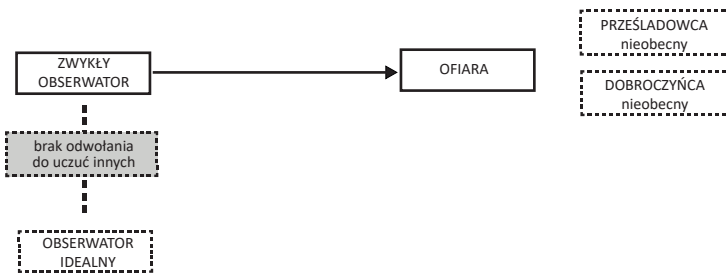 PRZEŚLADOWCA
nieobecny
ZWYKŁY
OBSERWATOR
OFIARA
DOBROCZYŃCA
nieobecny
brak odwołania
do uczuć innych
OBSERWATOR
IDEALNY